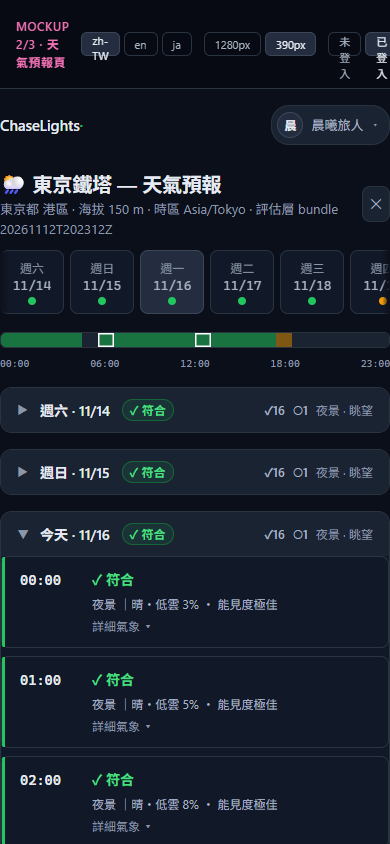 MOCKUP
2/3 · 天
氣預報頁
zh-
TW
en
ja
1280px
390px
未
登
入
已
登
入
ChaseLights·
晨 晨曦旅人
東京鐵塔 — 天氣預報
東京都 港區 · 海拔 150 m · 時區 Asia/Tokyo · 評估層 bundle
20261112T202312Z
週六 週日 週一 週二 週三
11/14 11/15 11/16 11/17 11/18 11/
00:00 06:00 12:00 18:00 23:00
▶ 週六 · 11/14 ✓ 符合 ✓16 ○1 夜景 · 眺望
▶ 週日 · 11/15 ✓ 符合 ✓16 ○1 夜景 · 眺望
▼ 今天 · 11/16 ✓ 符合 ✓16 ○1 夜景 · 眺望
00:00 ✓ 符合
夜景 ｜晴・低雲 3% ・ 能見度極佳
詳細氣象 ▾
01:00 ✓ 符合
夜景 ｜晴・低雲 5% ・ 能見度極佳
詳細氣象 ▾
02:00 ✓ 符合
夜景 ｜晴・低雲 8% ・ 能見度極佳
詳細氣象 ▾